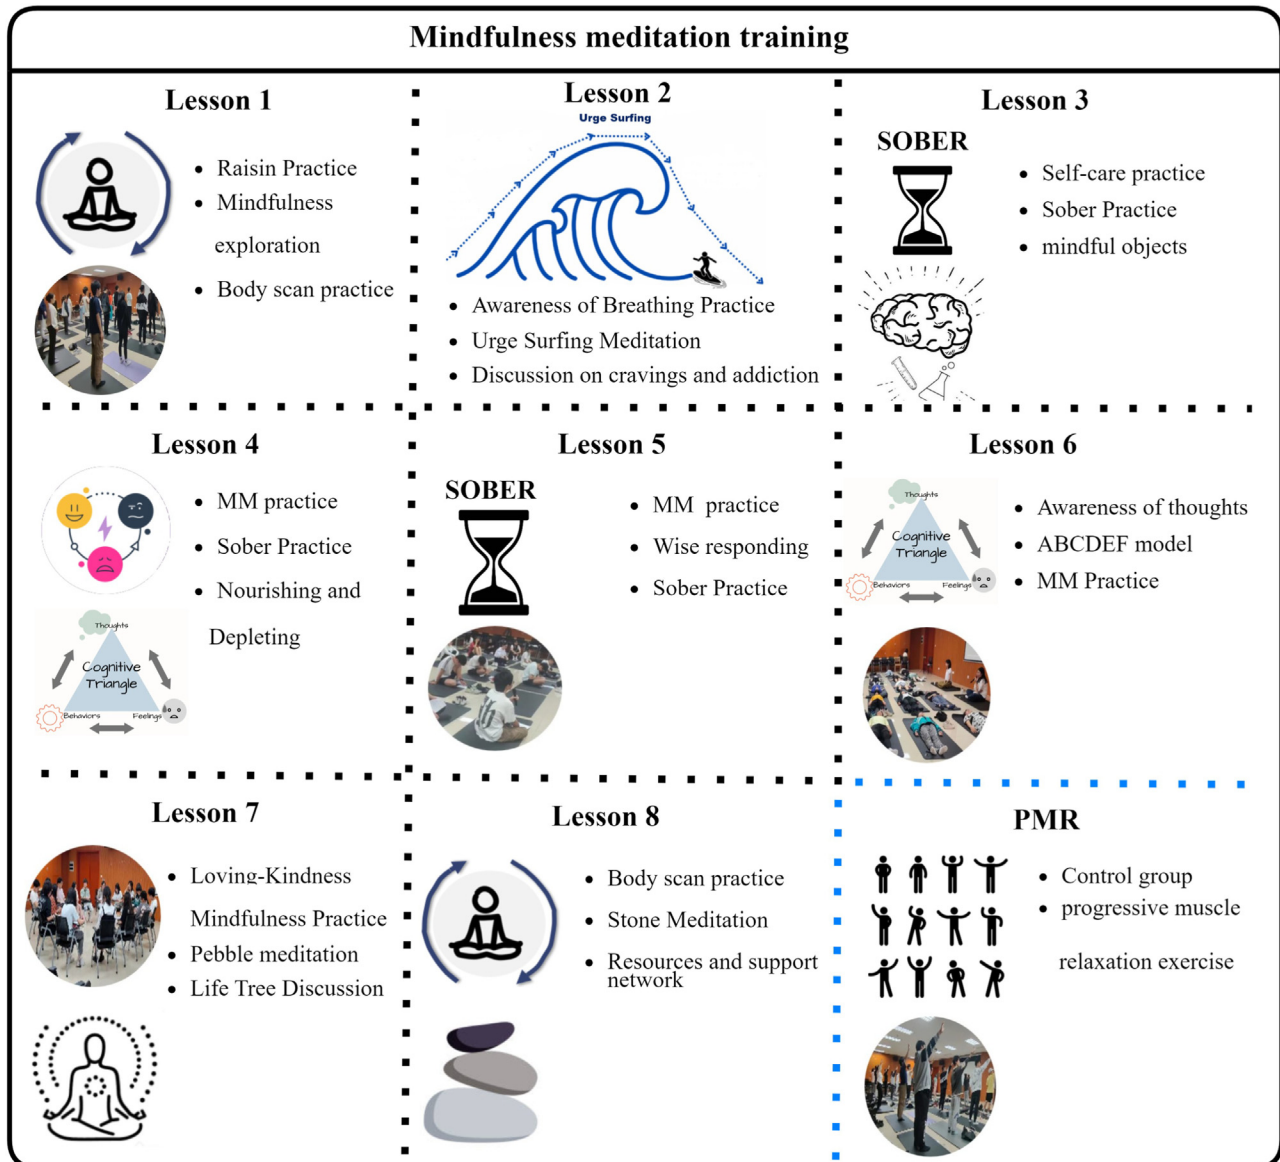 Mindfulness meditation training
Lesson 1
• Raisin Practice
• Mindfulness
exploration
• Body scan practice
Lesson 2
Urge Surfing
• Awareness of Breathing Practice
• Urge Surfing Meditation
• Discussion on cravings and addiction
Lesson 3
SOBER
• Self-care practice
• Sober Practice
• mindful objects
Lesson 4
• MM practice
• Sober Practice
• Nourishing and
Depleting
Thoughts
Cognitive
Triangle
Behaviors Feelings
Lesson 5
SOBER
• MM practice
• Wise responding
• Sober Practice
Lesson 6
Thoughts
Cognitive
Triangle
Behaviors Feelings
• Awareness of thoughts
• ABCDEF model
• MM Practice
Lesson 7
• Loving-Kindness
Mindfulness Practice
• Pebble meditation
• Life Tree Discussion
Lesson 8
• Body scan practice
• Stone Meditation
• Resources and support
network
PMR
• Control group
• progressive muscle
relaxation exercise